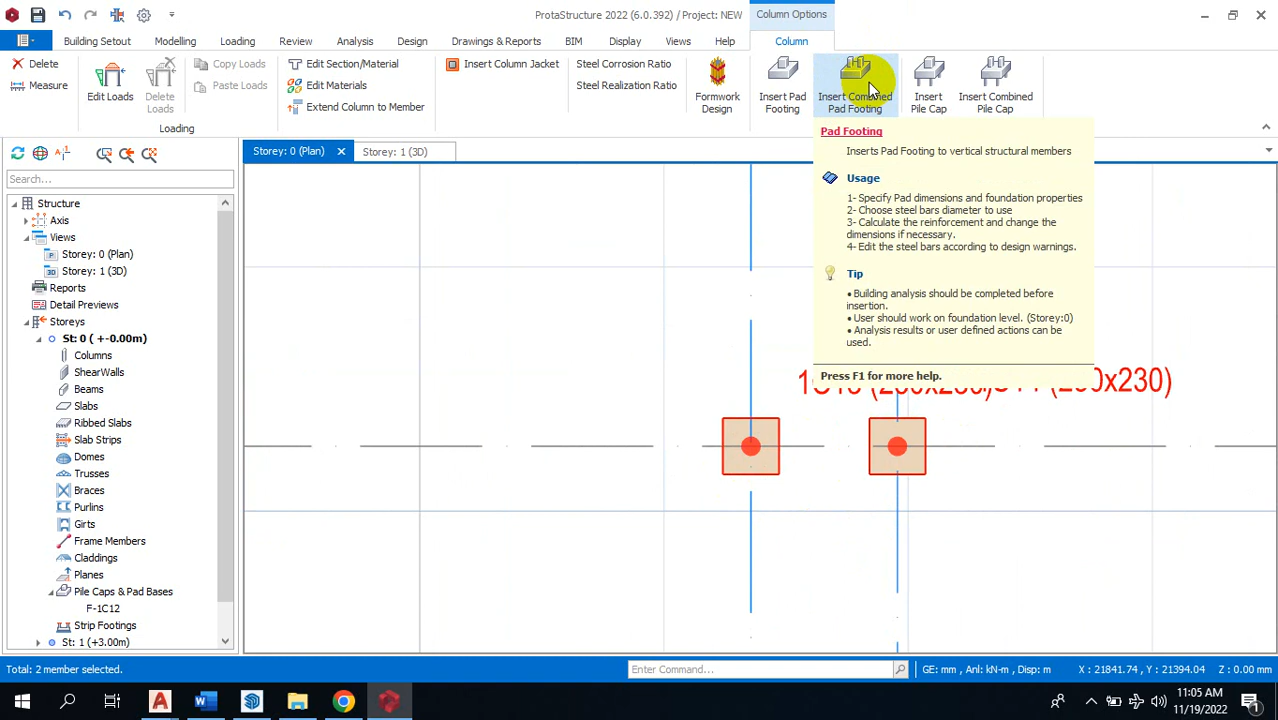 ProtaStructure 2022 (6.0.392) / Project: NEW
Column Options
Building Setout
Modelling
Loading
Review
Analysis
Design
Drawings & Reports
BIM
Display
Views
Help
Column
Delete
Measure
Edit Loads
Delete Loads
Copy Loads
Paste Loads
Loading
Edit Section/Material
Edit Materials
Extend Column to Member
Insert Column Jacket
Steel Corrosion Ratio
Steel Realization Ratio
Formwork Design
Insert Pad Footing
Insert Combined Pad Footing
Insert Pile Cap
Insert Combined Pile Cap
Storey: 0 (Plan)
Storey: 1 (3D)
Search...
Structure
Axis
Views
Storey: 0 (Plan)
Storey: 1 (3D)
Reports
Detail Previews
Storeys
St: 0 ( +-0.00m)
Columns
ShearWalls
Beams
Slabs
Ribbed Slabs
Slab Strips
Domes
Trusses
Braces
Purlins
Girts
Frame Members
Claddings
Planes
Pile Caps & Pad Bases
F-1C12
Strip Footings
St: 1 (+3.00m)
Pad Footing
Inserts Pad Footing to vertical structural members
Usage
1- Specify Pad dimensions and foundation properties
2- Choose steel bars diameter to use
3- Calculate the reinforcement and change the
dimensions if necessary.
4- Edit the steel bars according to design warnings.
Tip
• Building analysis should be completed before
insertion.
• User should work on foundation level. (Storey:0)
• Analysis results or user defined actions can be
used.
Press F1 for more help.
Total: 2 member selected.
Enter Command...
GE: mm , Anl: kN-m , Disp: m
X : 21841.74 , Y : 21394.04
Z : 0.00 mm
11:05 AM
11/19/2022